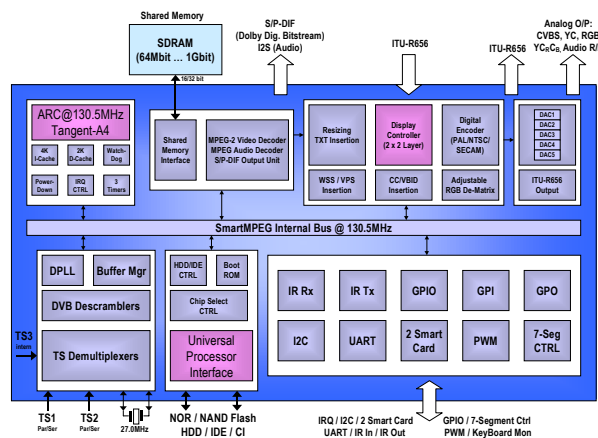 Shared Memory
SDRAM
(64Mbit ... 1Gbit)
16/32 bit
S/P-DIF
(Dolby Dig. Bitstream)
I2S (Audio)
ITU-R656
ITU-R656
Analog O/P:
CVBS, YC, RGB
YCRCB, Audio R/
ARC@130.5MHz
Tangent-A4
4K
I-Cache
2K
D-Cache
Watch-
Dog
Power-
Down
IRQ
CTRL
3
Timers
Shared
Memory
Interface
MPEG-2 Video Decoder
MPEG Audio Decoder
S/P-DIF Output Unit
Resizing
TXT Insertion
Display
Controller
(2 x 2 Layer)
Digital
Encoder
(PAL/NTSC/
SECAM)
WSS / VPS
Insertion
CC/VBID
Insertion
Adjustable
RGB De-Matrix
DAC1
DAC2
DAC3
DAC4
DAC5
ITU-R656
Output
SmartMPEG Internal Bus @ 130.5MHz
DPLL
Buffer Mgr
DVB Descramblers
TS Demultiplexers
HDD/IDE
CTRL
Boot
ROM
Chip Select
CTRL
Universal
Processor
Interface
IR Rx
IR Tx
GPIO
GPI
GPO
I2C
UART
2 Smart
Card
PWM
7-Seg
CTRL
TS3
intern
TS1
Par/Ser
TS2
Par/Ser
27.0MHz
NOR / NAND Flash
HDD / IDE / CI
IRQ / I2C / 2 Smart Card
UART / IR In / IR Out
GPIO / 7-Segment Ctrl
PWM / KeyBoard Mon